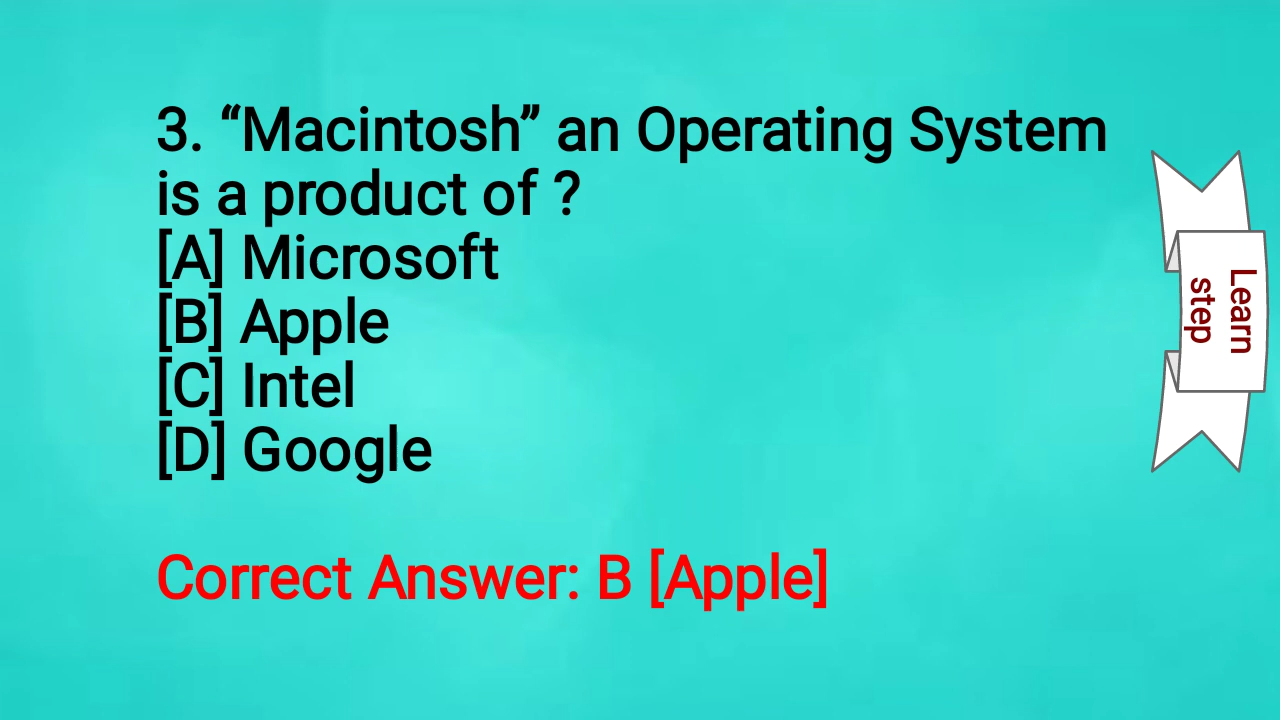 3. “Macintosh” an Operating System
is a product of ?
[A] Microsoft
[B] Apple
[C] Intel
[D] Google
Correct Answer: B [Apple]
Learn
step